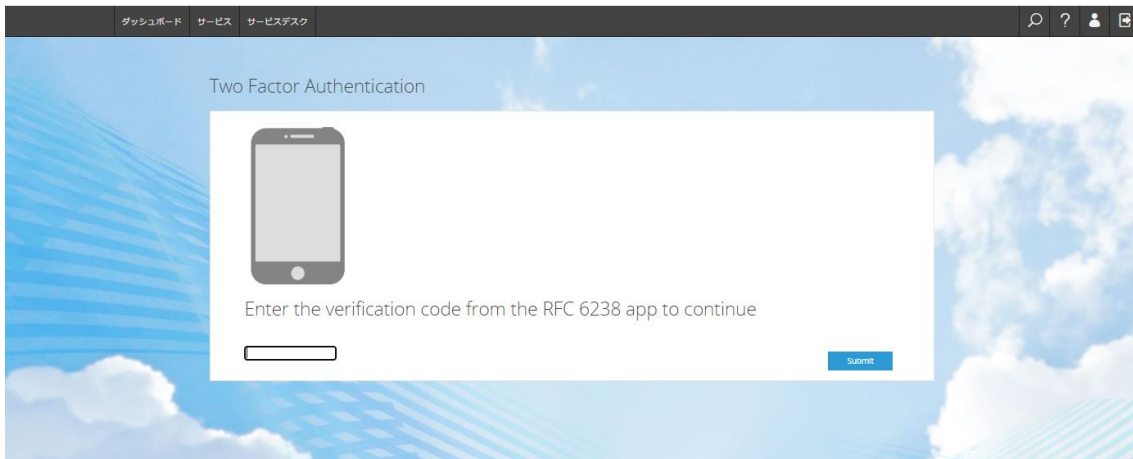 ダッシュボード サービス サービスデスク
Two Factor Authentication
Enter the verification code from the RFC 6238 app to continue
Submit